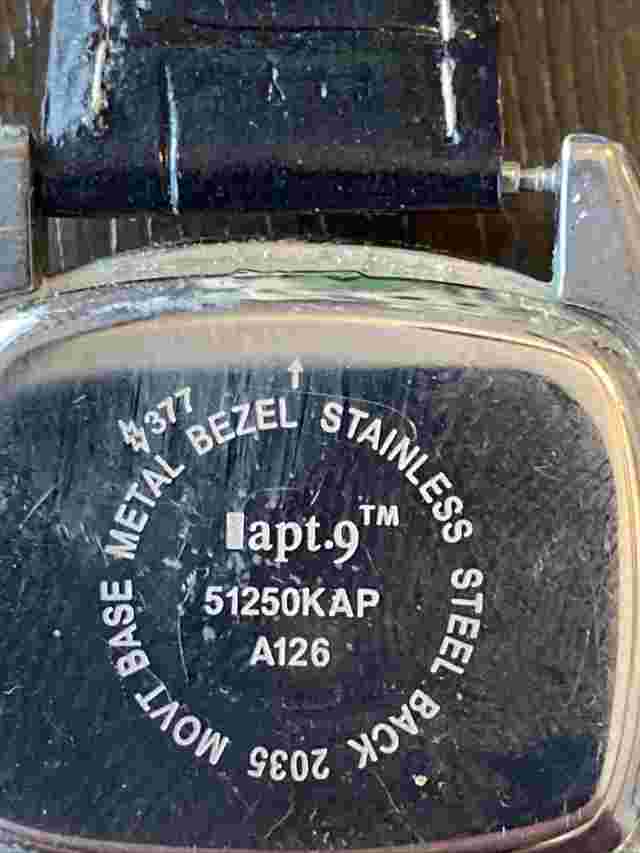 377
BASE METAL BEZEL STAINLESS STEEL BACK 2035 MOVT
apt.9™
51250KAP
A126